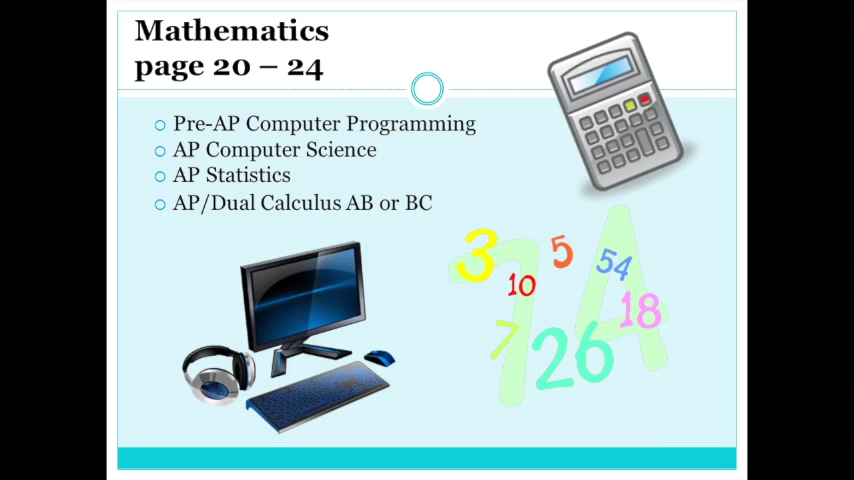 Mathematics
page 20 – 24
Pre-AP Computer Programming
AP Computer Science
AP Statistics
AP/Dual Calculus AB or BC
3
5
54
10
18
7
26
74